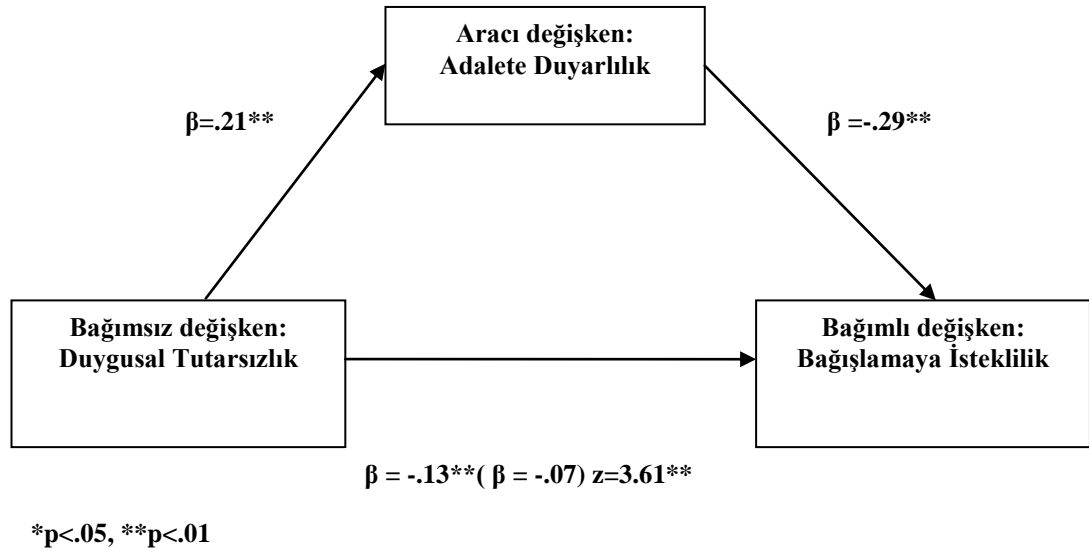 Aracı değişken:
Adalete Duyarlılık
β=.21**
β =-.29**
Bağımsız değişken:
Duygusal Tutarsızlık
Bağımlı değişken:
Bağışlamaya İsteklilik
β = -.13**( β = -.07) z=3.61**
*p<.05, **p<.01